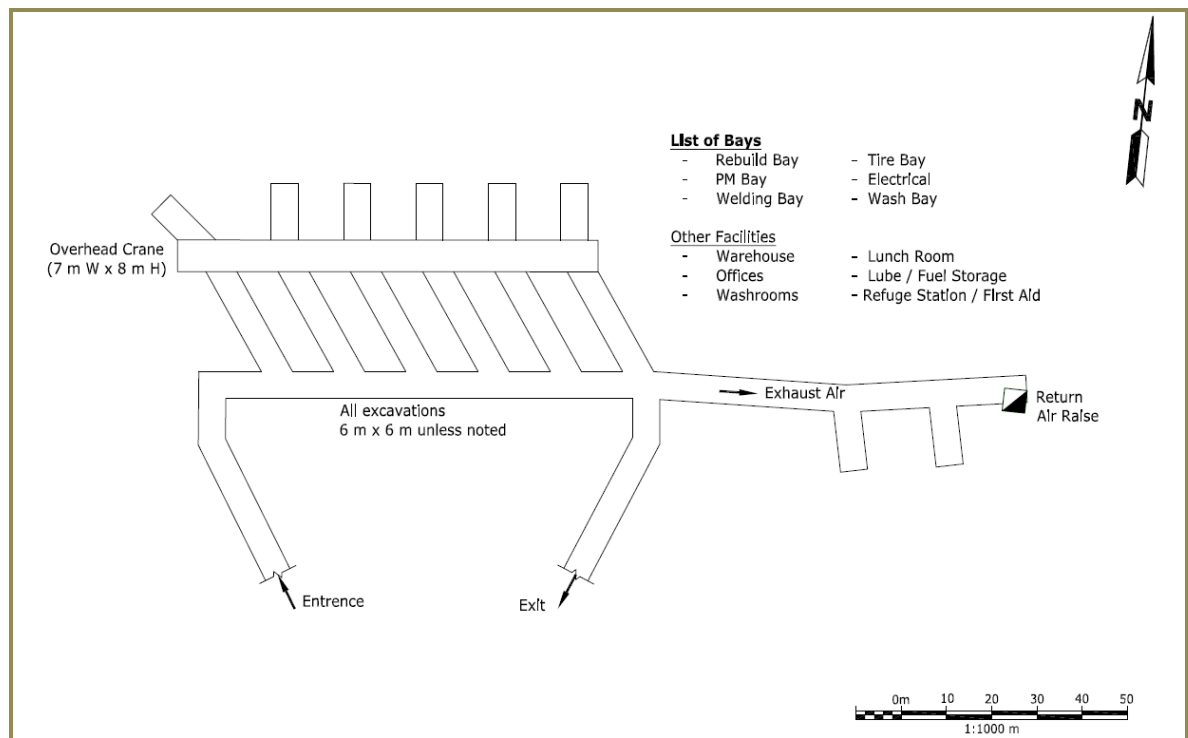 N
List of Bays
- Rebuild Bay - Tire Bay
- PM Bay - Electrical
- Welding Bay - Wash Bay
Other Facilities
- Warehouse - Lunch Room
- Offices - Lube / Fuel Storage
- Washrooms - Refuge Station / First Aid
Overhead Crane
(7 m W x 8 m H)
All excavations
6 m x 6 m unless noted
Exhaust Air
Return
Air Raise
Entrence
Exit
0m 10 20 30 40 50
1:1000 m